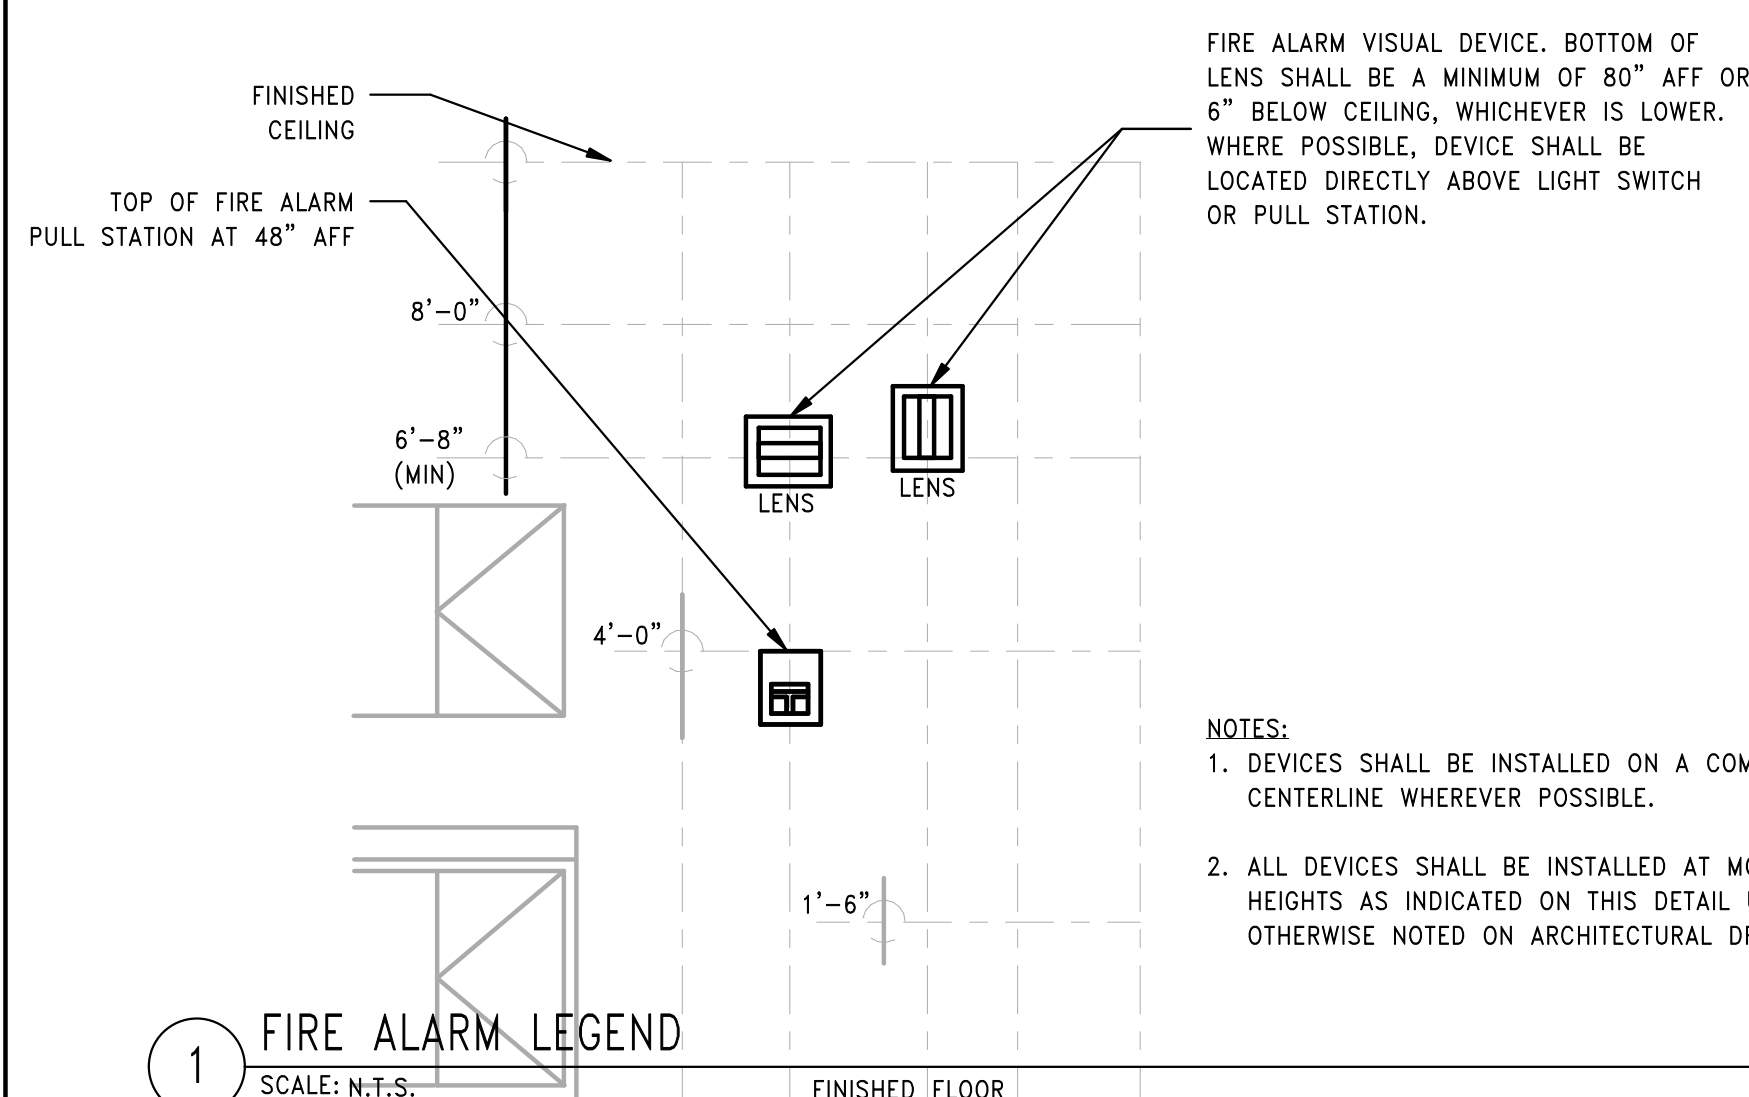 FINISHED
CEILING
TOP OF FIRE ALARM
PULL STATION AT 48” AFF
FIRE ALARM VISUAL DEVICE. BOTTOM OF
LENS SHALL BE A MINIMUM OF 80” AFF OR
6” BELOW CEILING, WHICHEVER IS LOWER.
WHERE POSSIBLE, DEVICE SHALL BE
LOCATED DIRECTLY ABOVE LIGHT SWITCH
OR PULL STATION.
8’-0”
6’-8”
(MIN)
LENS
LENS
4’-0”
1’-6”
NOTES:
1. DEVICES SHALL BE INSTALLED ON A
CENTERLINE WHEREVER POSSIBLE.
2. ALL DEVICES SHALL BE INSTALLED AT
HEIGHTS AS INDICATED ON THIS DETAIL
OTHERWISE NOTED ON ARCHITECTURAL
1
FIRE ALARM LEGEND
SCALE: N.T.S.
FINISHED FLOOR